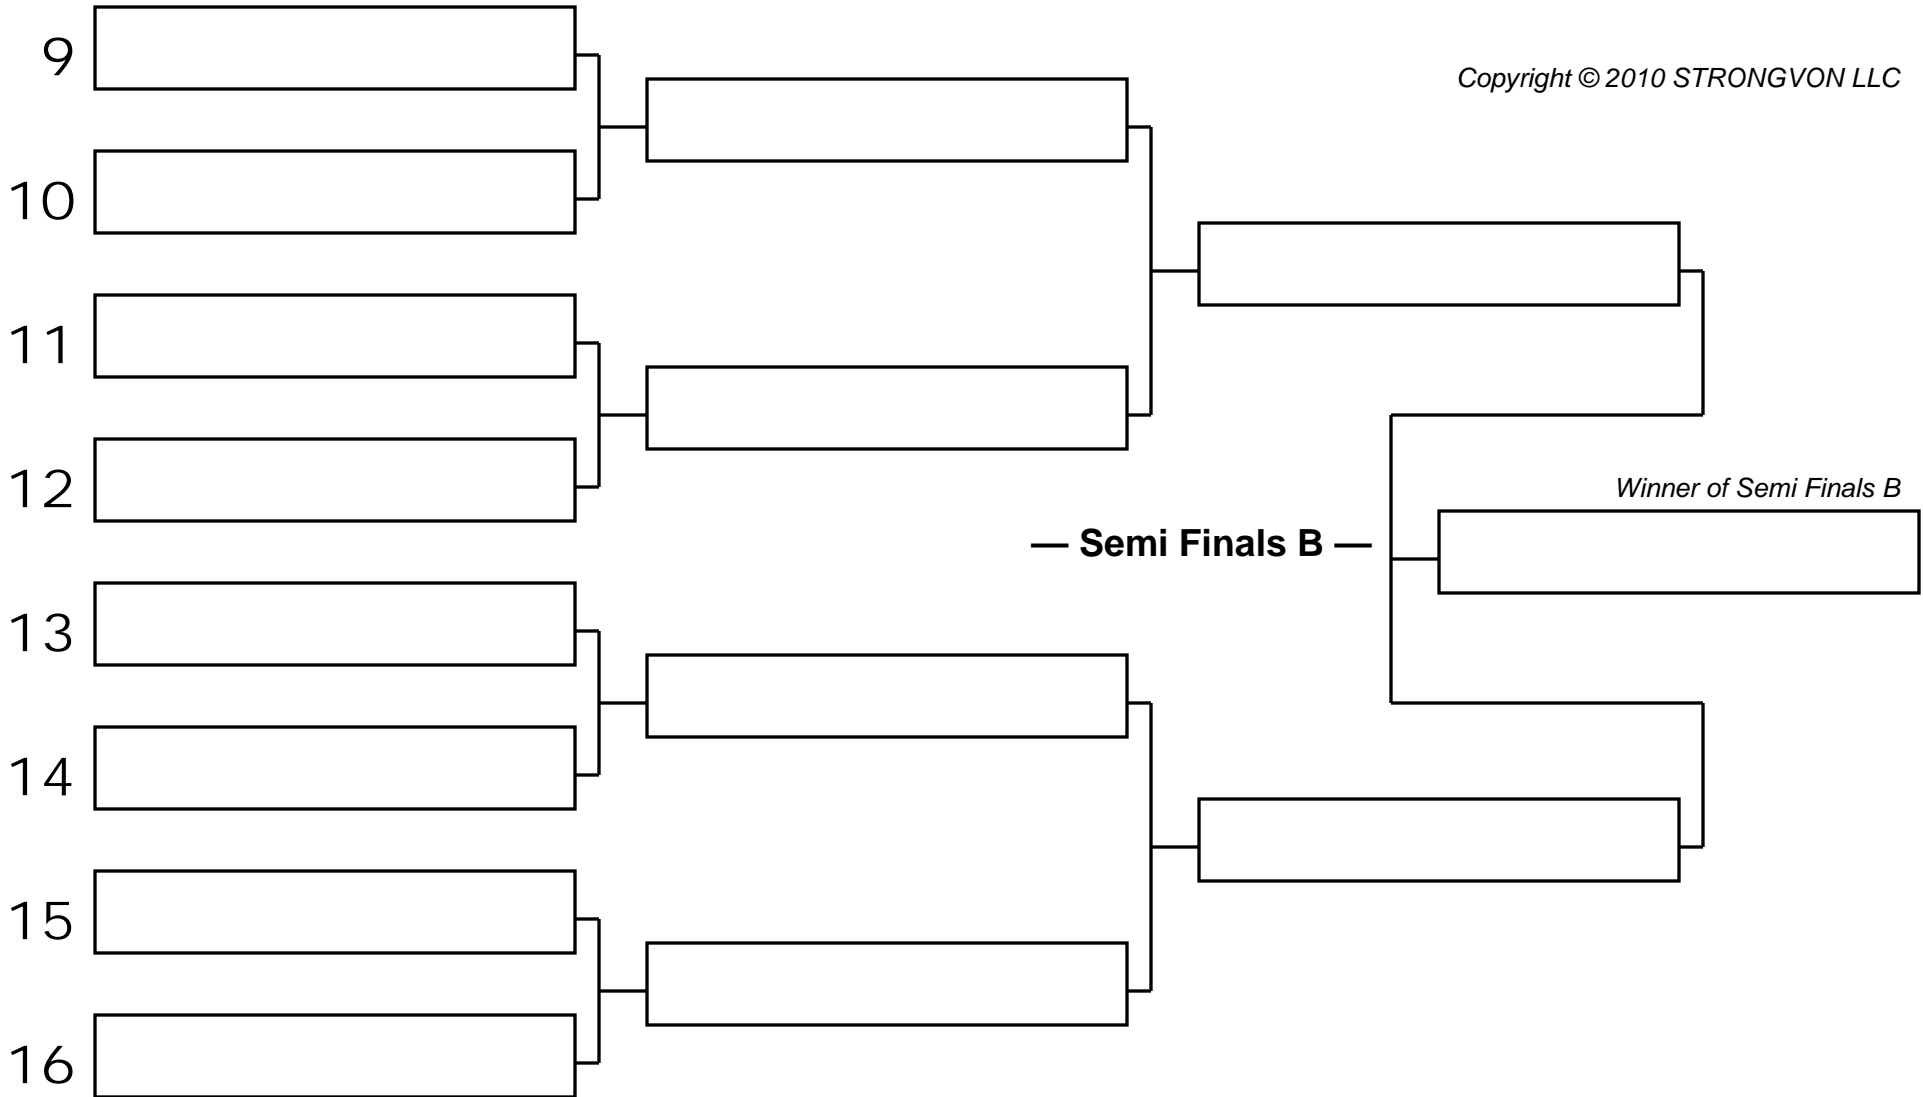 9
Copyright © 2010 STRONGVON LLC
10
11
12
Winner of Semi Finals B
— Semi Finals B —
13
14
15
16